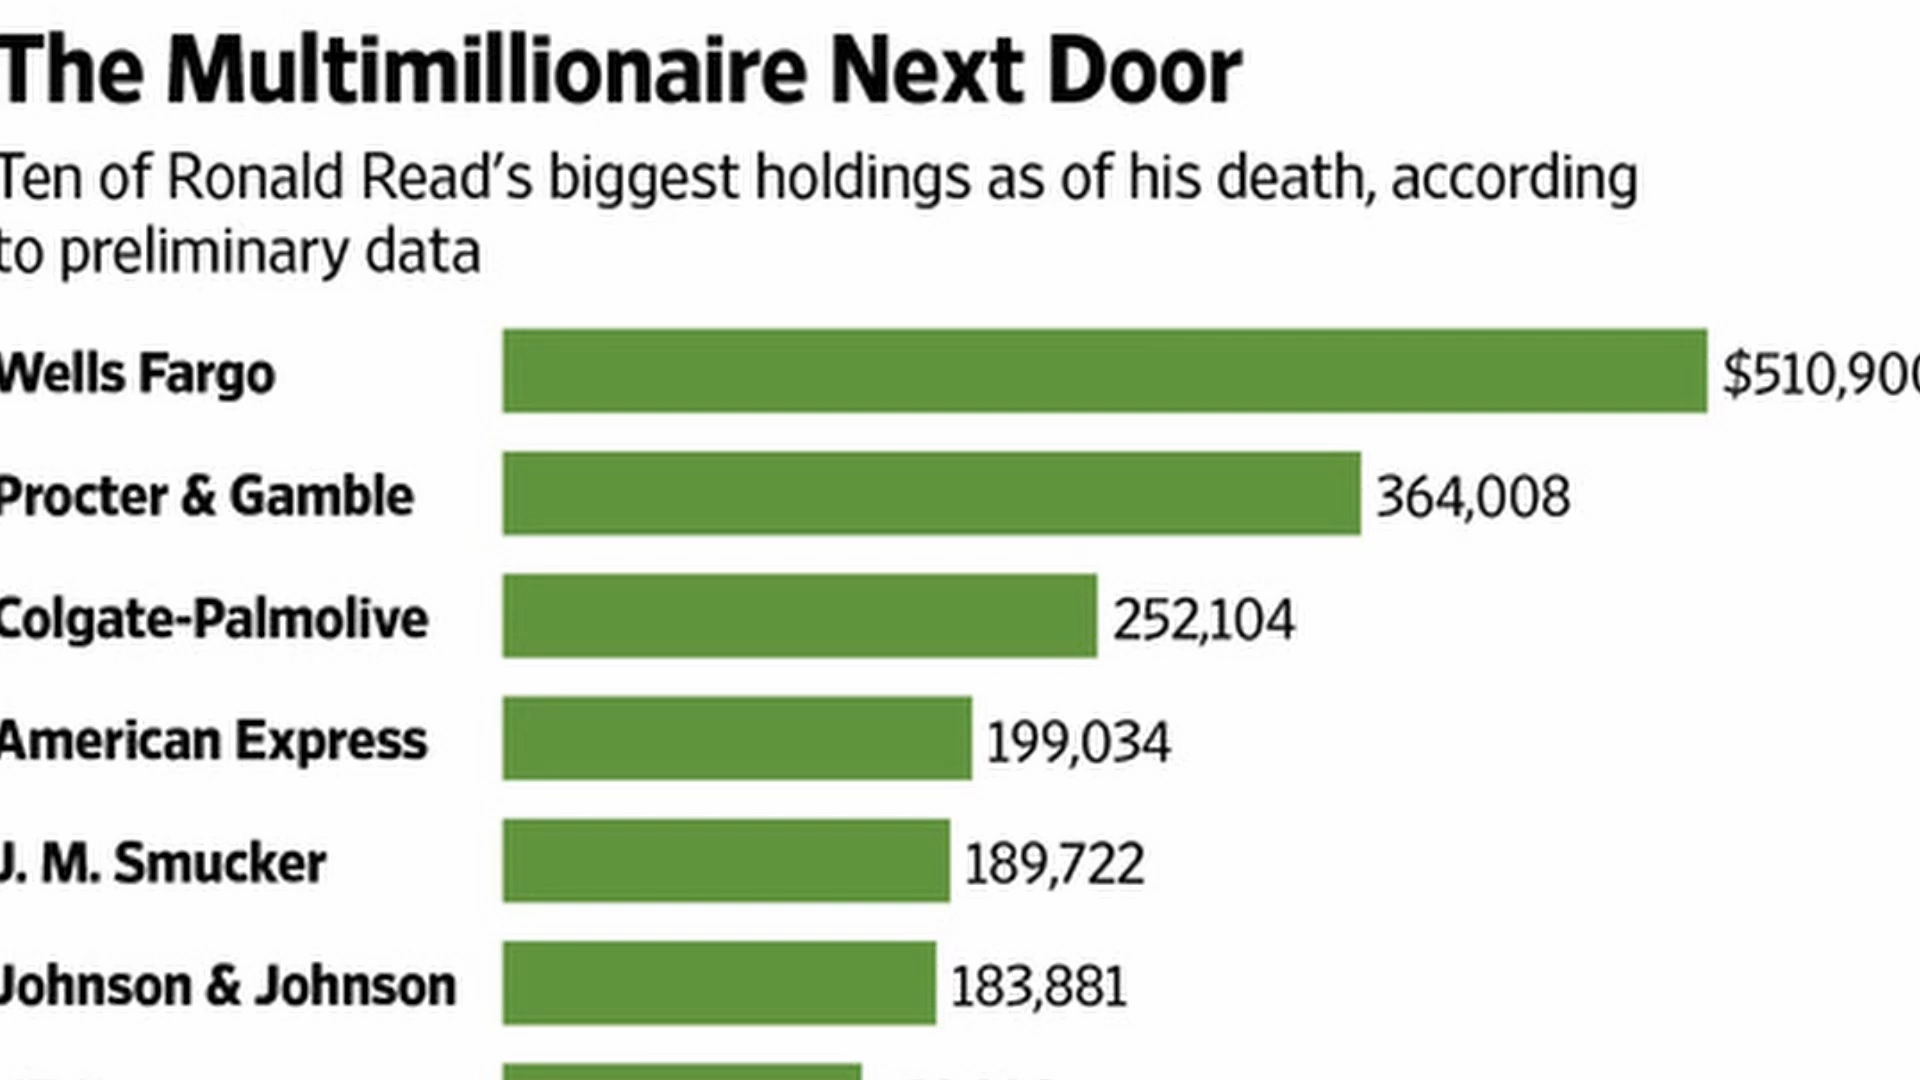 The Multimillionaire Next Door
Ten of Ronald Read's biggest holdings as of his death, according
to preliminary data
Wells Fargo $510,900
Procter & Gamble 364,008
Colgate-Palmolive 252,104
American Express 199,034
J. M. Smucker 189,722
Johnson & Johnson 183,881